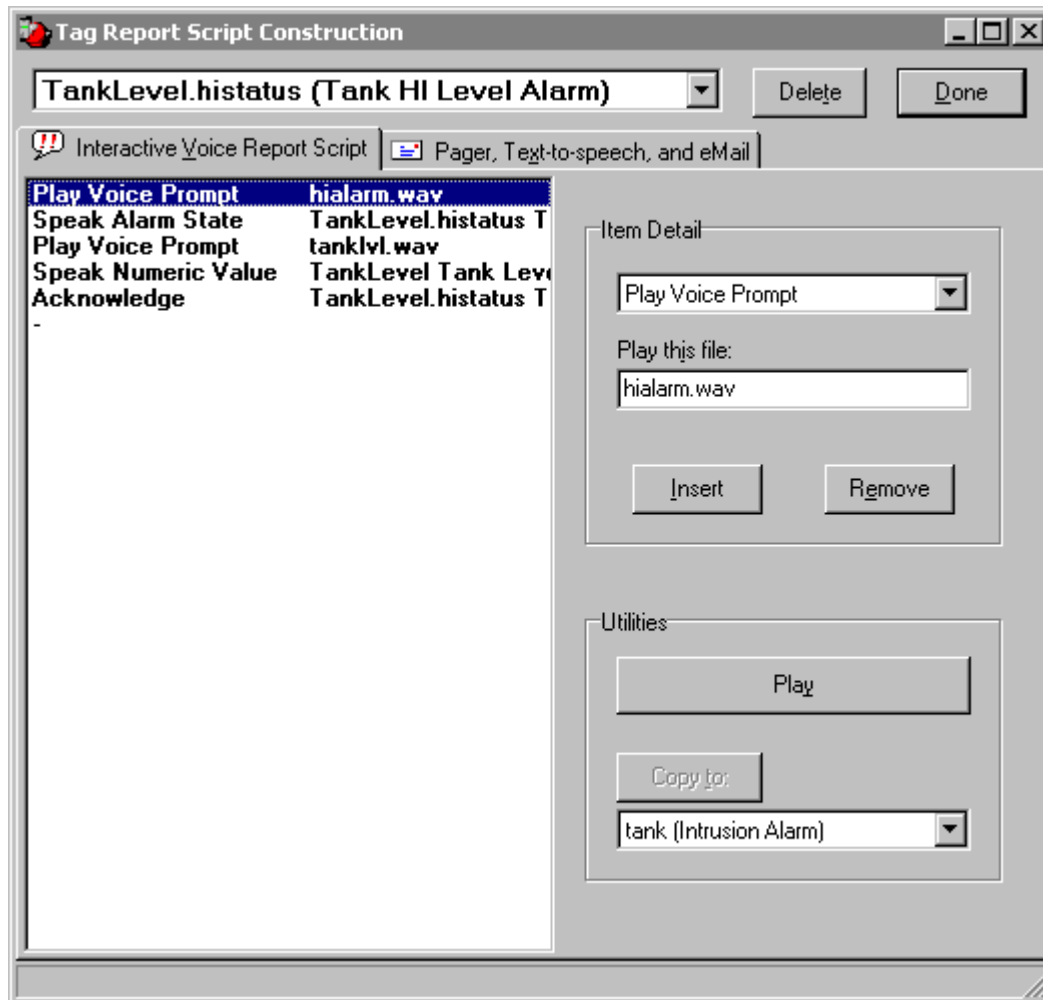 Tag Report Script Construction
TankLevel.histatus (Tank HI Level Alarm)
Delete
Done
Interactive Voice Report Script
Pager, Text-to-speech, and eMail
Play Voice Prompt hialarm.wav
Speak Alarm State TankLevel.histatus T
Play Voice Prompt tanklvl.wav
Speak Numeric Value TankLevel Tank Leve
Acknowledge TankLevel.histatus T
-
Item Detail
Play Voice Prompt
Play this file:
hialarm.wav
Insert
Remove
Utilities
Play
Copy to:
tank (Intrusion Alarm)